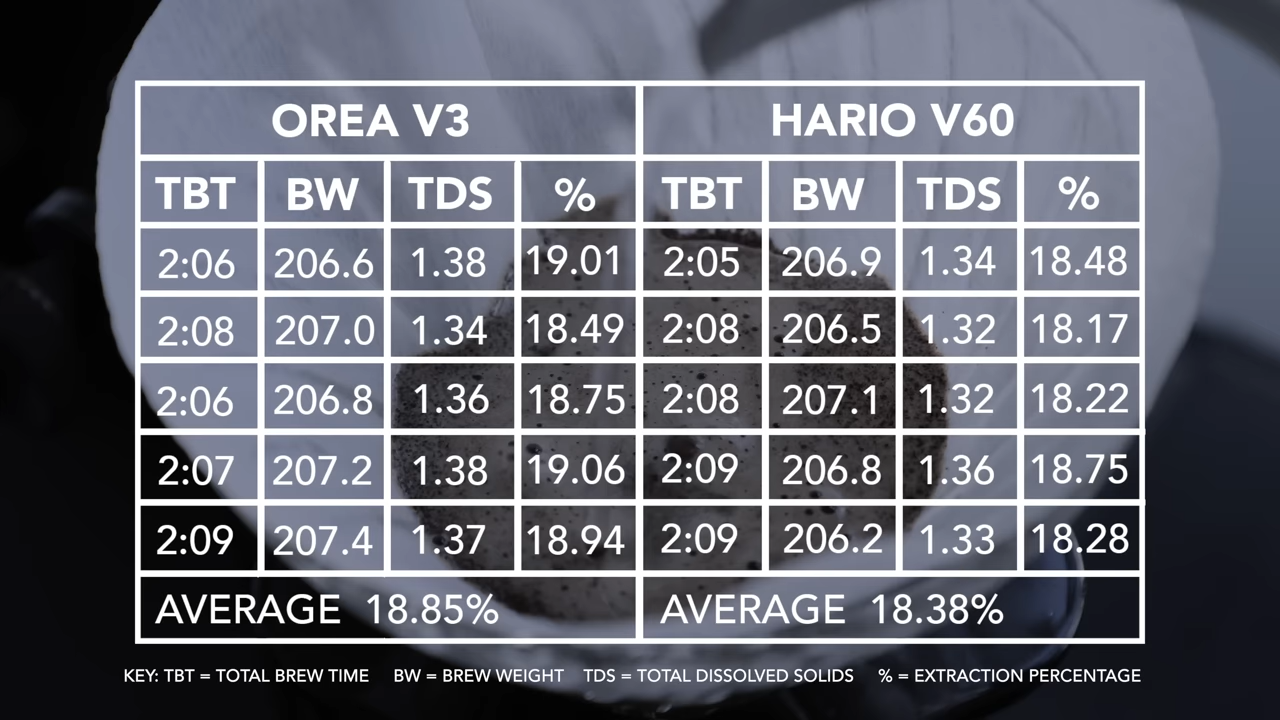 OREA V3 HARIO V60
TBT BW TDS % TBT BW TDS %
2:06 206.6 1.38 19.01 2:05 206.9 1.34 18.48
2:08 207.0 1.34 18.49 2:08 206.5 1.32 18.17
2:06 206.8 1.36 18.75 2:08 207.1 1.32 18.22
2:07 207.2 1.38 19.06 2:09 206.8 1.36 18.75
2:09 207.4 1.37 18.94 2:09 206.2 1.33 18.28
AVERAGE 18.85% AVERAGE 18.38%
KEY: TBT = TOTAL BREW TIME BW = BREW WEIGHT TDS = TOTAL DISSOLVED SOLIDS % = EXTRACTION PERCENTAGE